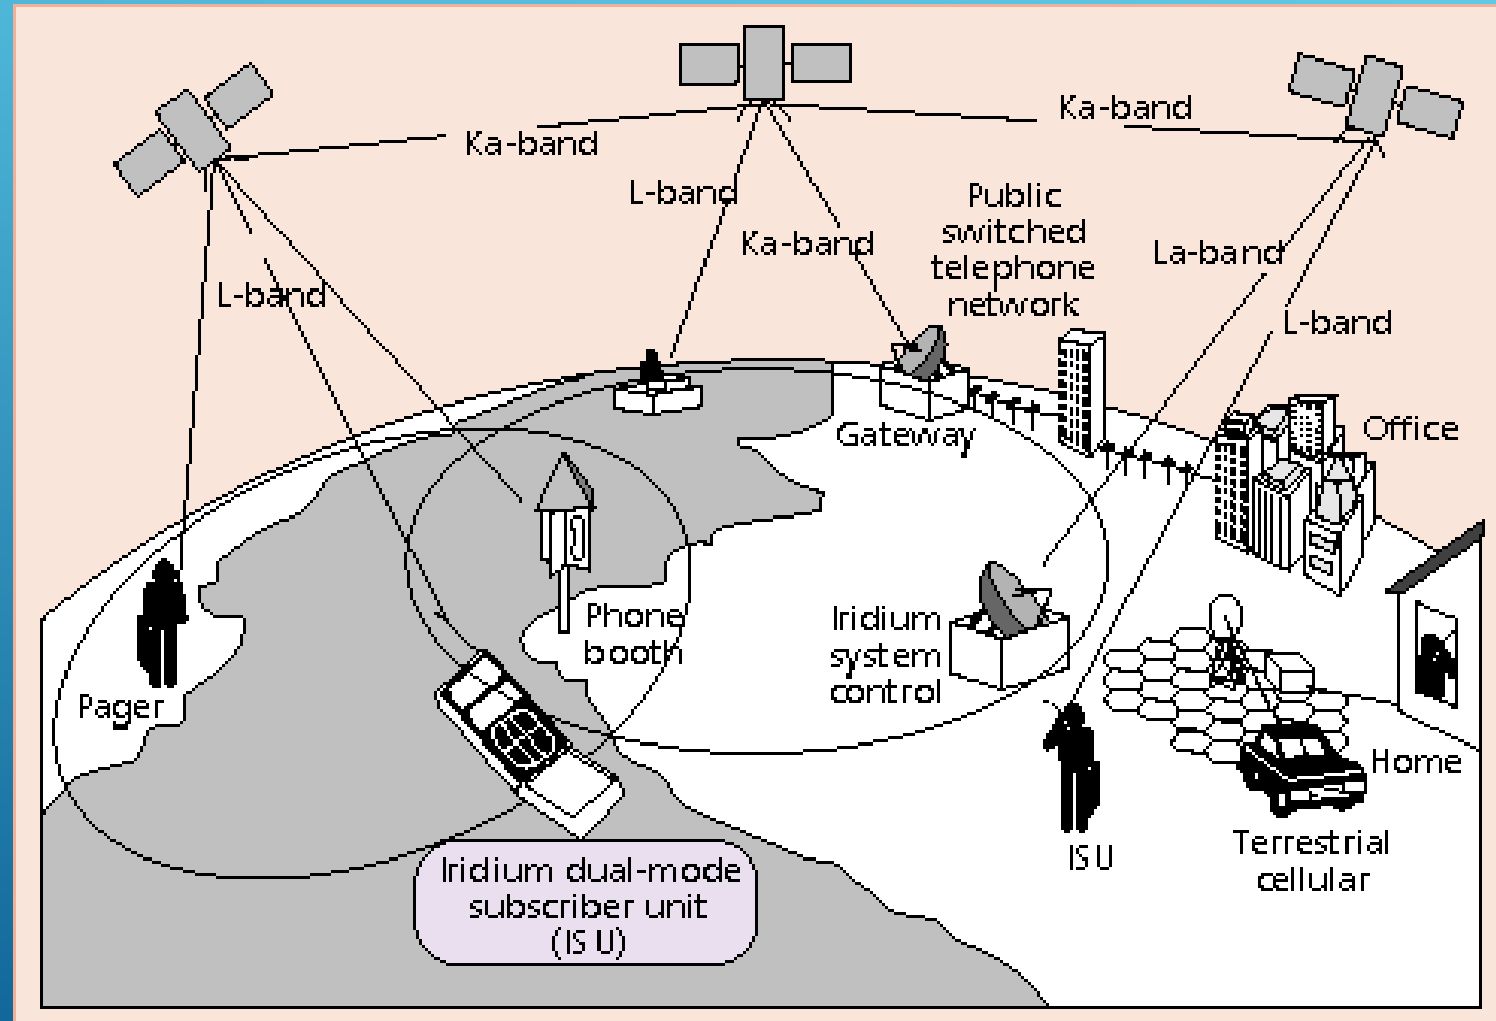 Ka-band
Ka-band
L-band
Ka-band
Public
switched
telephone
network
La-band
L-band
L-band
Gateway
Office
Phone
booth
Iridium
system
control
Pager
Home
ISU
Terrestrial
cellular
Iridium dual-mode
subscriber unit
(ISU)